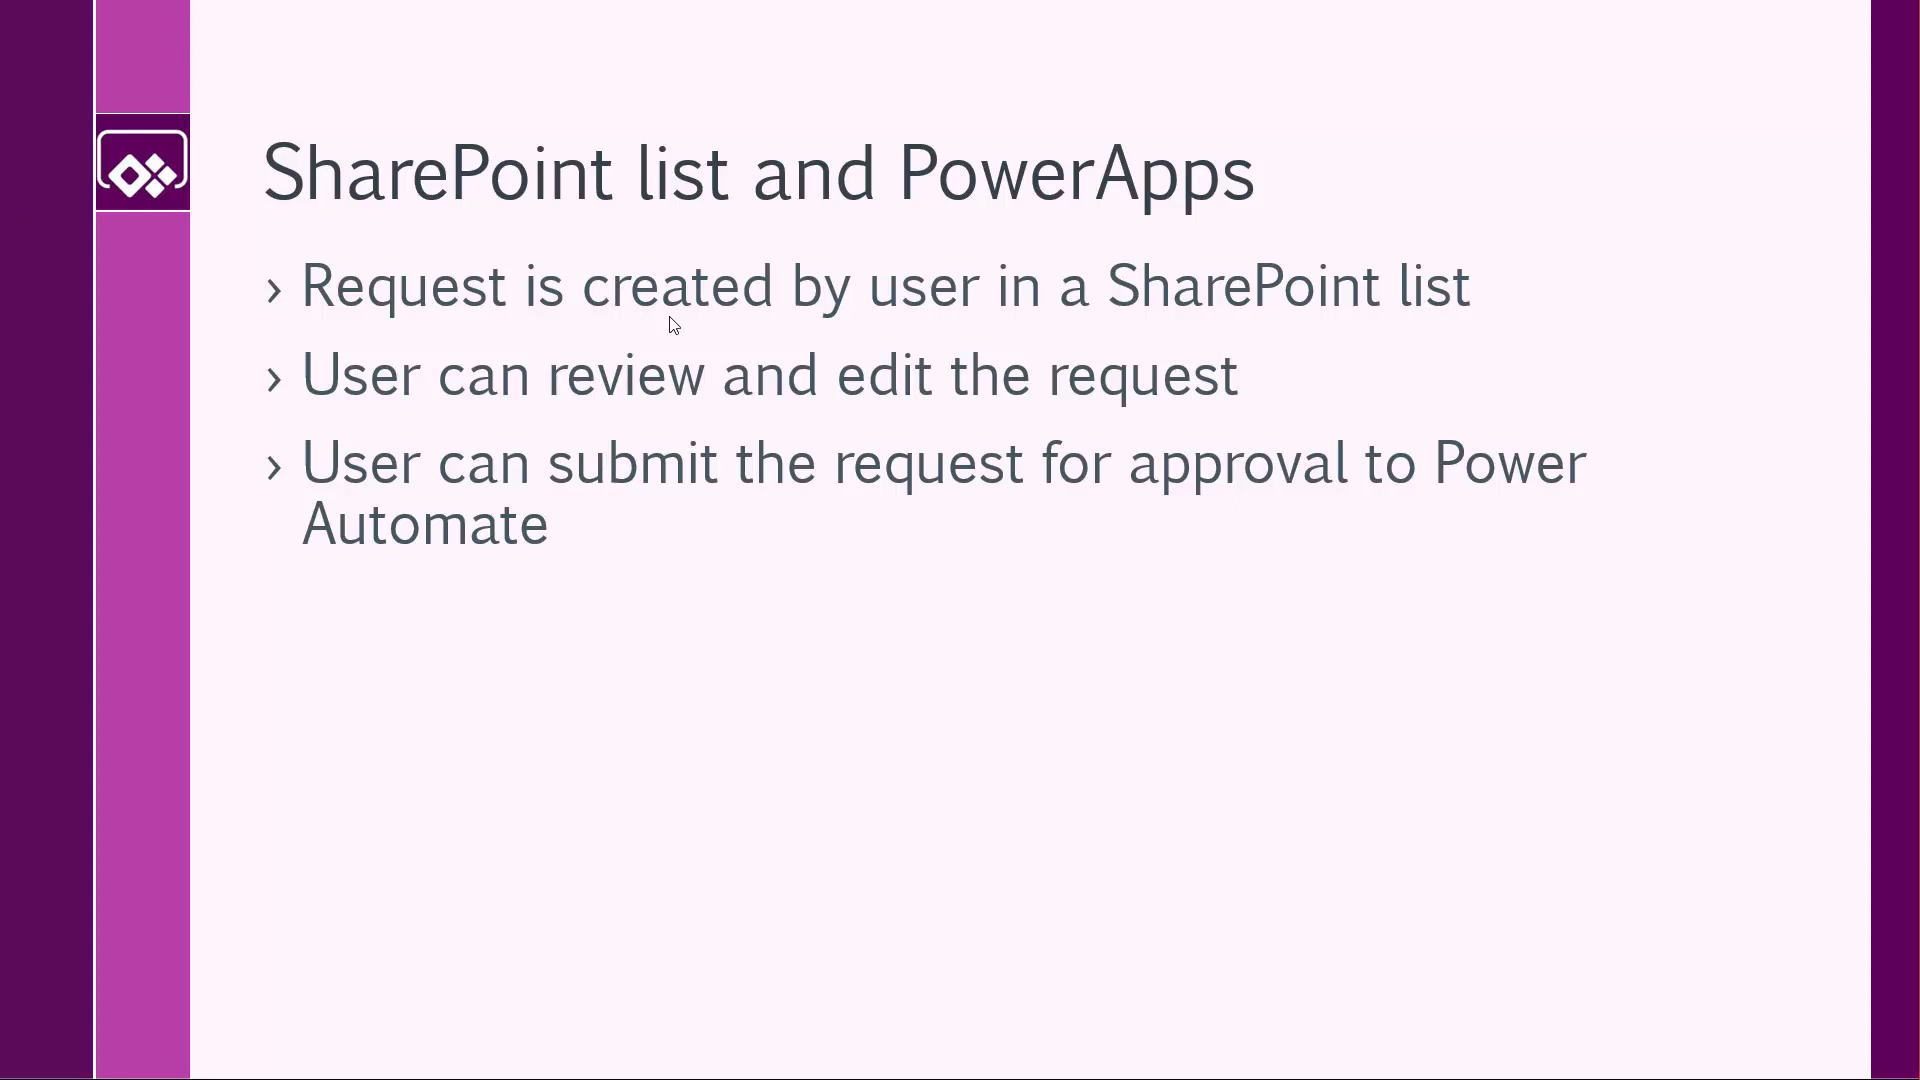 SharePoint list and PowerApps
› Request is created by user in a SharePoint list
› User can review and edit the request
› User can submit the request for approval to Power
Automate